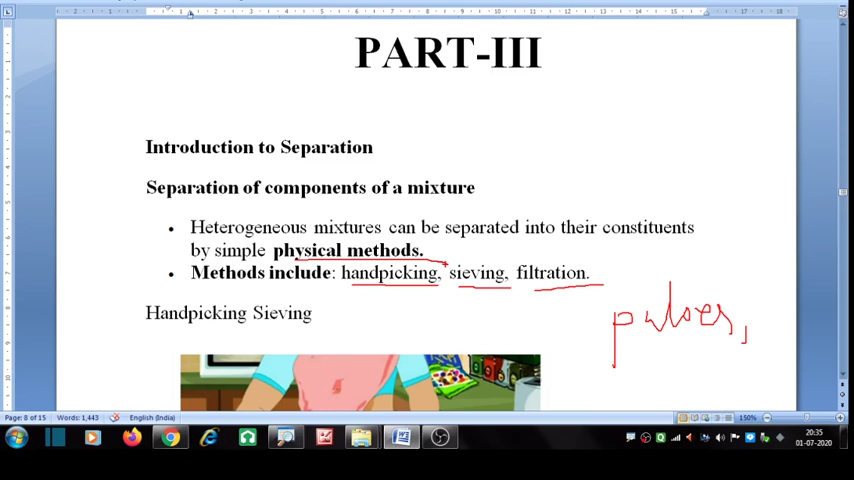 PART-III
Introduction to Separation
Separation of components of a mixture
• Heterogeneous mixtures can be separated into their constituents
by simple physical methods.
• Methods include: handpicking, sieving, filtration.
pulses,
Handpicking Sieving
Page: 8 of 15 Words: 1,443 English (India) 150%
20:35
01-07-2020